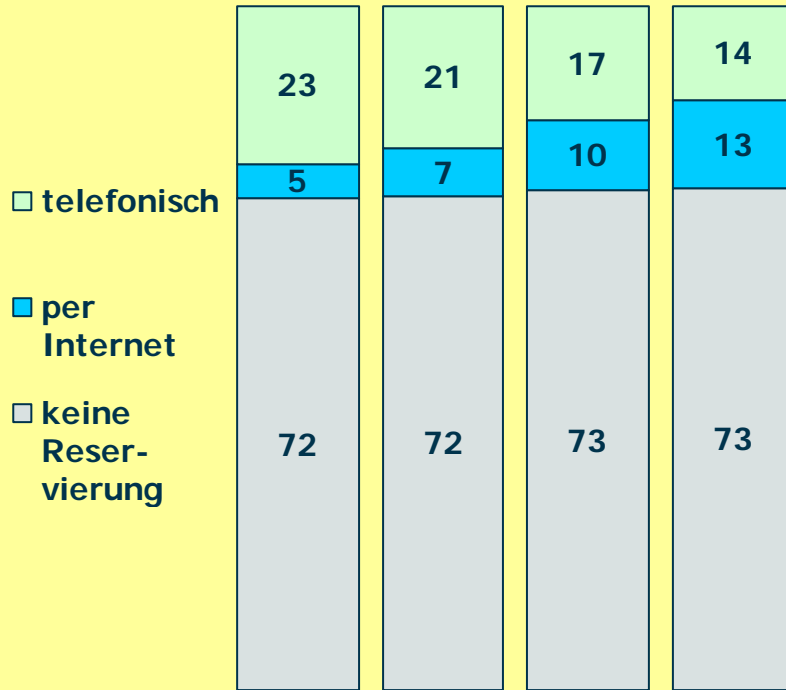 23
21
17
14
5
7
10
13
telefonisch
per
Internet
keine
Reser-
vierung
72
72
73
73